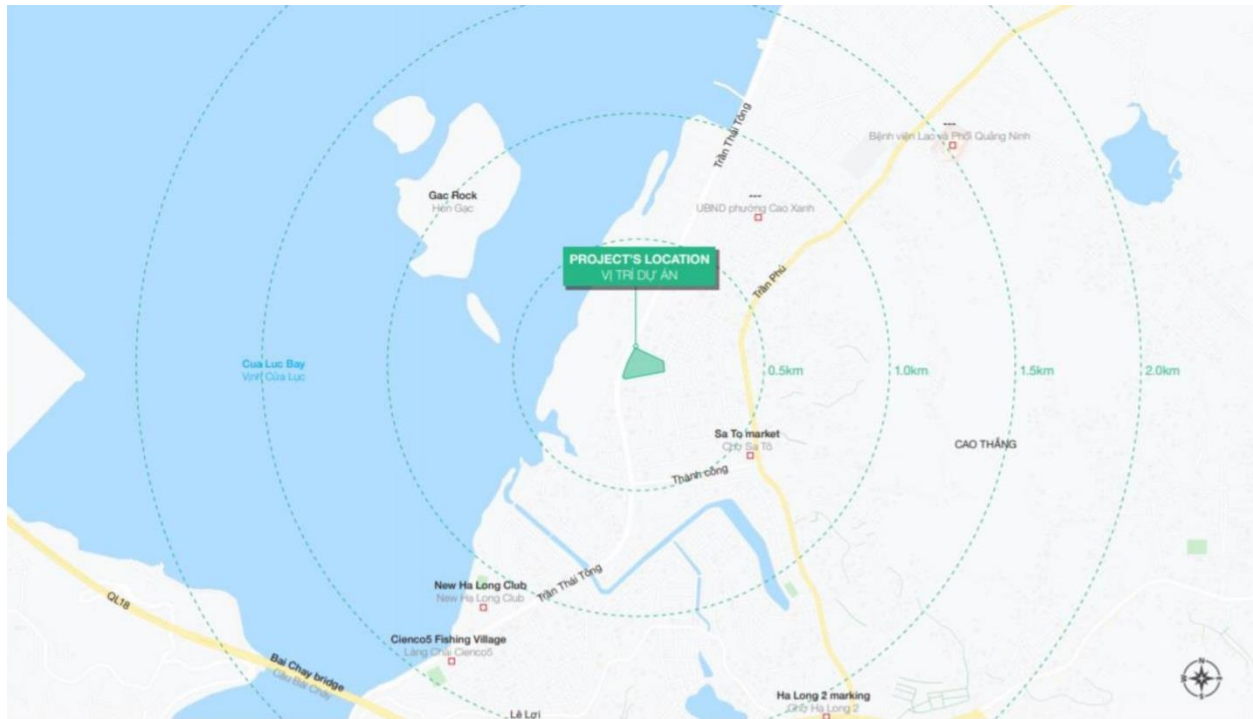 Trần Thái Tông
---
Bệnh viện Lao và Phổi Quảng Ninh
Gac Rock
Hòn Gạc
---
UBND phường Cao Xanh
PROJECT'S LOCATION
VỊ TRÍ DỰ ÁN
Trần Phú
Cua Luc Bay
Vịnh Cửa Lục
0.5km
1.0km
1.5km
2.0km
Sa To market
Chợ Sa Tô
CAO THẮNG
Thành công
New Ha Long Club
New Ha Long Club
Trần Thái Tông
QL18
Cienco5 Fishing Village
Làng Chài Cienco5
Bai Chay bridge
Cầu Bãi Cháy
Ha Long 2 marking
Chợ Hạ Long 2
Lê Lợi
N
E
S